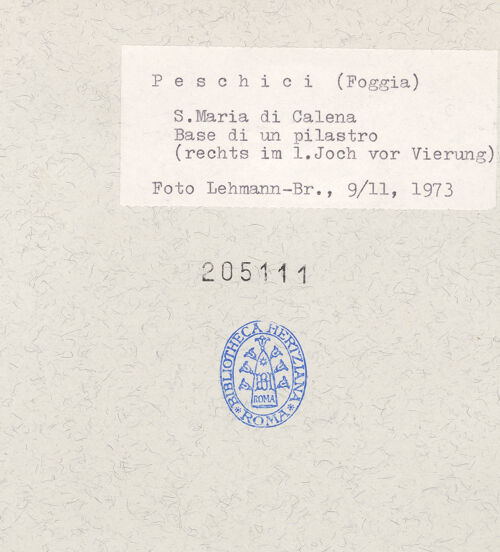 P e s c h i c i (Foggia)
S.Maria di Calena
Base di un pilastro
(rechts im l.Joch vor Vierung)
Foto Lehmann-Br., 9/11, 1973
205111
BIBLIOTHECA HERTZIANA
ROMA
* ROMA *